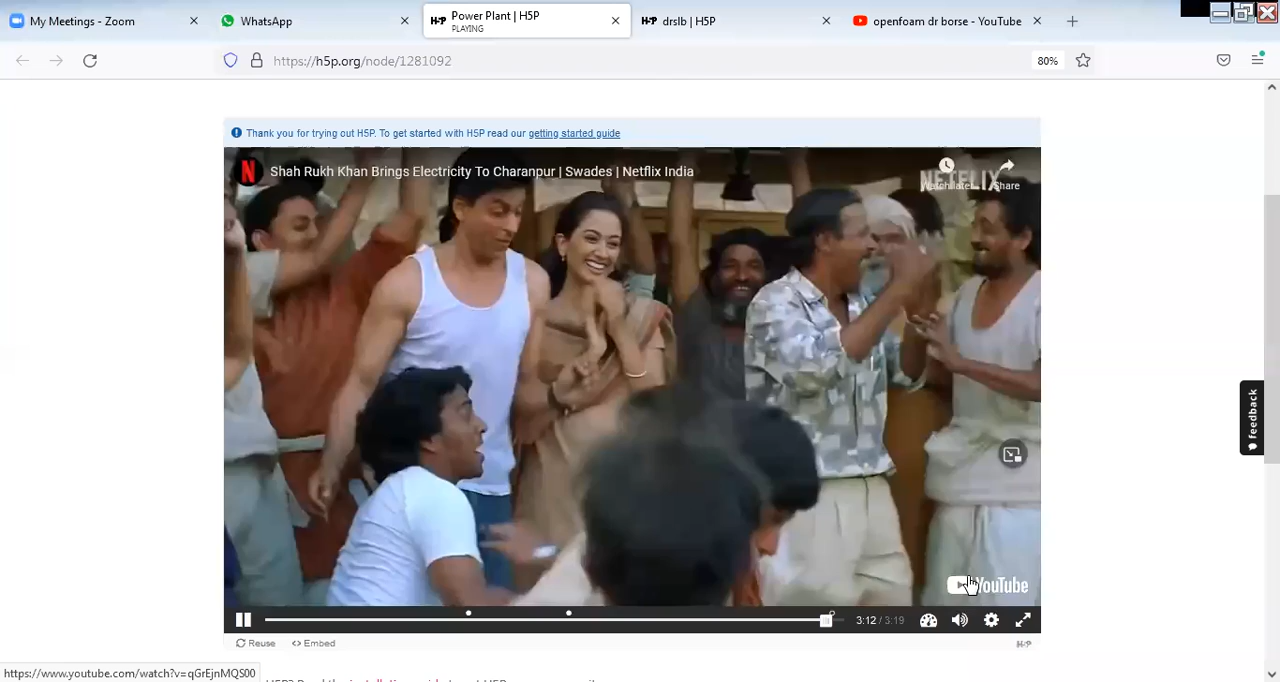 My Meetings - Zoom
WhatsApp
H-P Power Plant | H5P
PLAYING
H-P drslb | H5P
openfoam dr borse - YouTube
https://h5p.org/node/1281092
80%
Thank you for trying out H5P. To get started with H5P read our getting started guide
N Shah Rukh Khan Brings Electricity To Charanpur | Swades | Netflix India
NETFLIX
Watch later
Share
feedback
YouTube
3:12 / 3:19
Reuse
<> Embed
H-P
https://www.youtube.com/watch?v=qGrEjnMQS00